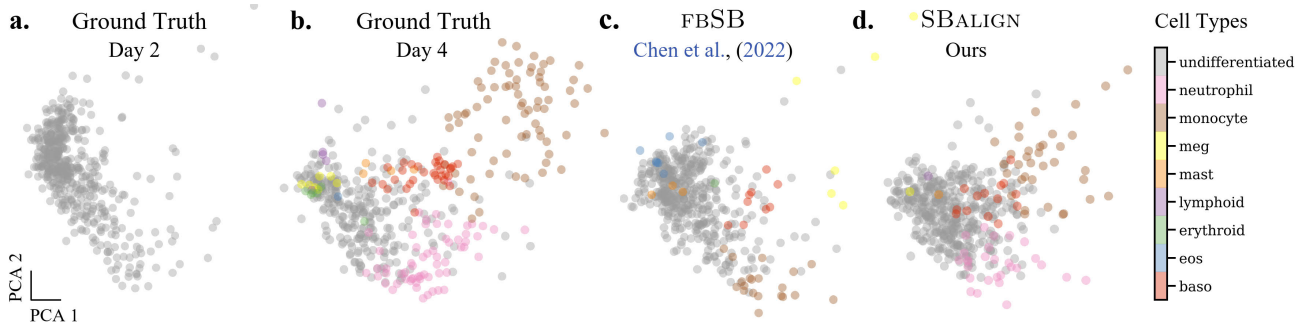 a.
Ground Truth
Day 2
b.
Ground Truth
Day 4
c.
FBSB
Chen et al., (2022)
d.
SBALIGN
Ours
Cell Types
undifferentiated
neutrophil
monocyte
meg
mast
lymphoid
erythroid
eos
baso
PCA 2
PCA 1